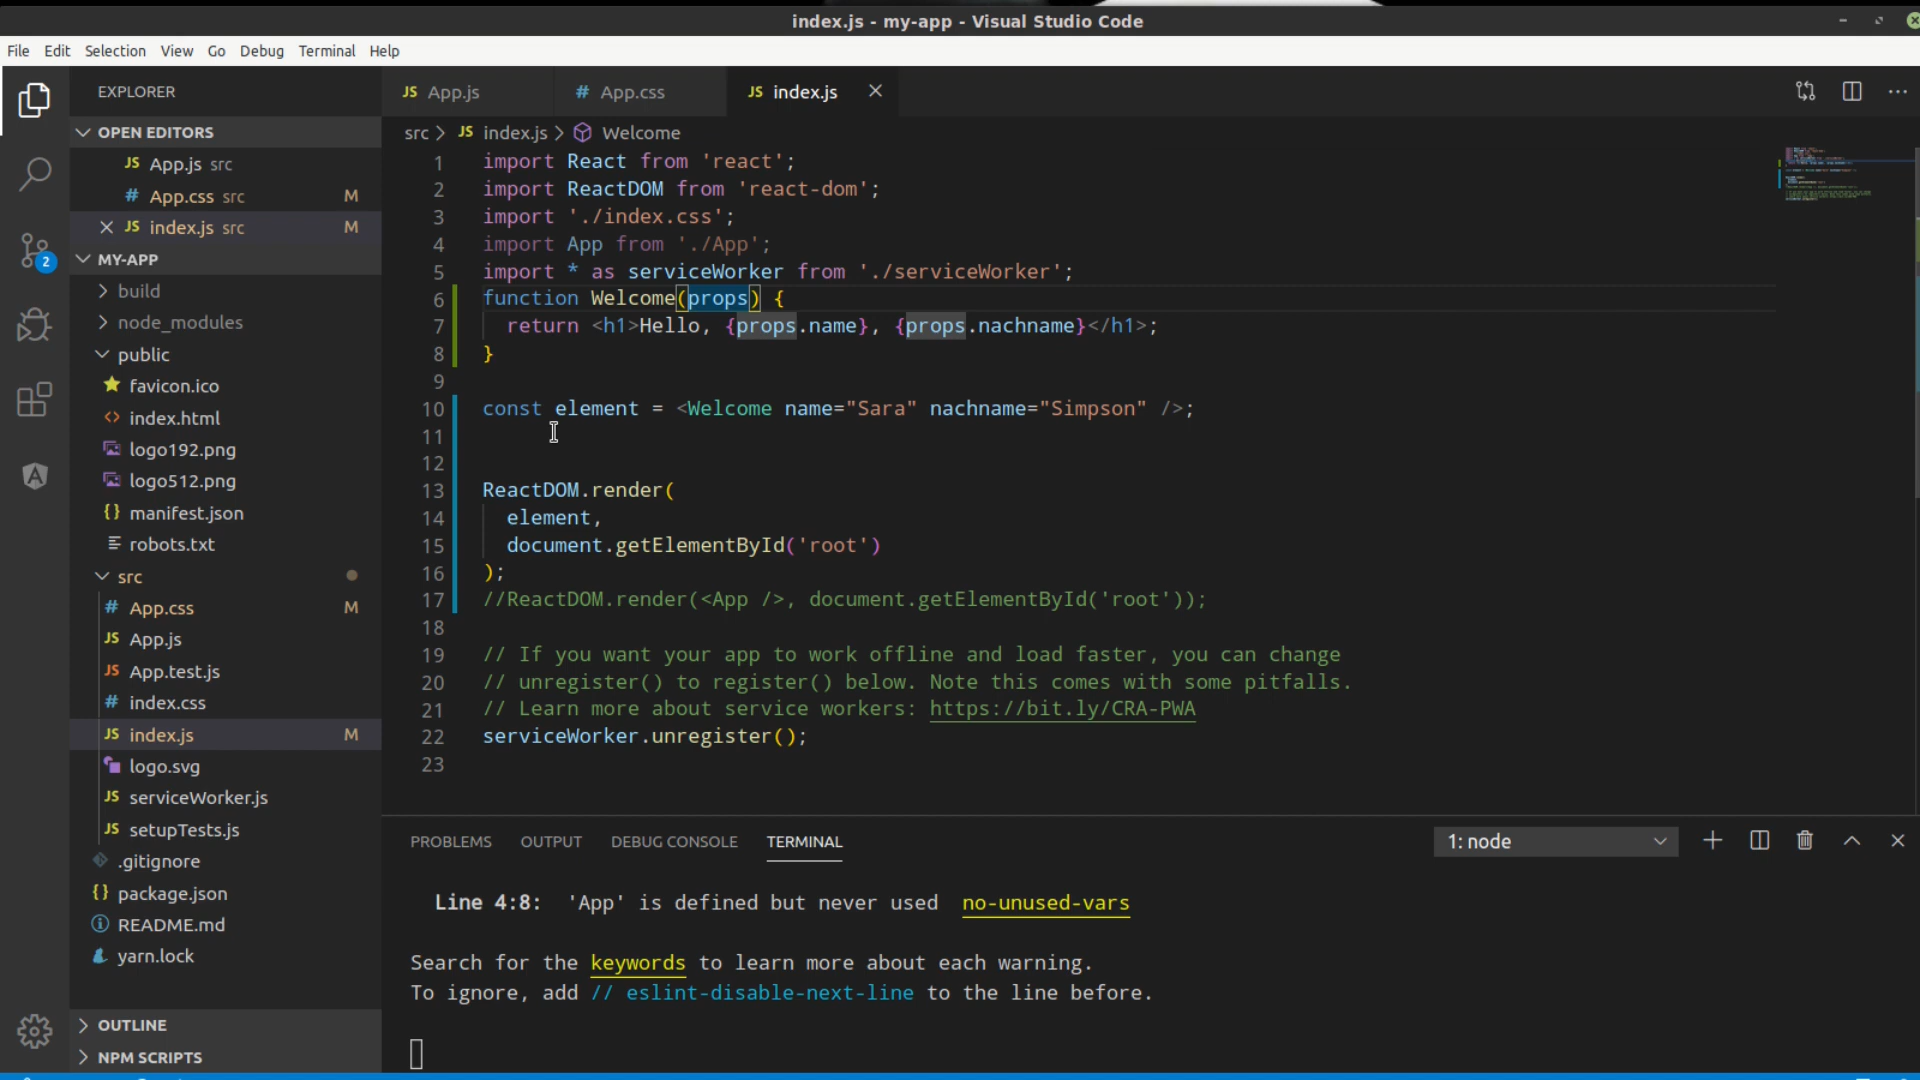 index.js - my-app - Visual Studio Code
File Edit Selection View Go Debug Terminal Help
EXPLORER
OPEN EDITORS
JS App.js src
# App.css src M
JS index.js src M
2
MY-APP
build
node_modules
public
favicon.ico
<> index.html
logo192.png
logo512.png
{} manifest.json
robots.txt
src
# App.css M
JS App.js
JS App.test.js
# index.css
JS index.js M
logo.svg
JS serviceWorker.js
JS setupTests.js
.gitignore
{} package.json
README.md
yarn.lock
OUTLINE
NPM SCRIPTS
JS App.js # App.css JS index.js
src > JS index.js > Welcome
1 import React from 'react';
2 import ReactDOM from 'react-dom';
3 import './index.css';
4 import App from './App';
5 import * as serviceWorker from './serviceWorker';
6 function Welcome(props) {
7 return <h1>Hello, {props.name}, {props.nachname}</h1>;
8 }
9
10 const element = <Welcome name="Sara" nachname="Simpson" />;
11
12
13 ReactDOM.render(
14 element,
15 document.getElementById('root')
16 );
17 //ReactDOM.render(<App />, document.getElementById('root'));
18
19 // If you want your app to work offline and load faster, you can change
20 // unregister() to register() below. Note this comes with some pitfalls.
21 // Learn more about service workers: https://bit.ly/CRA-PWA
22 serviceWorker.unregister();
23
PROBLEMS OUTPUT DEBUG CONSOLE TERMINAL 1: node
Line 4:8: 'App' is defined but never used no-unused-vars
Search for the keywords to learn more about each warning.
To ignore, add // eslint-disable-next-line to the line before.